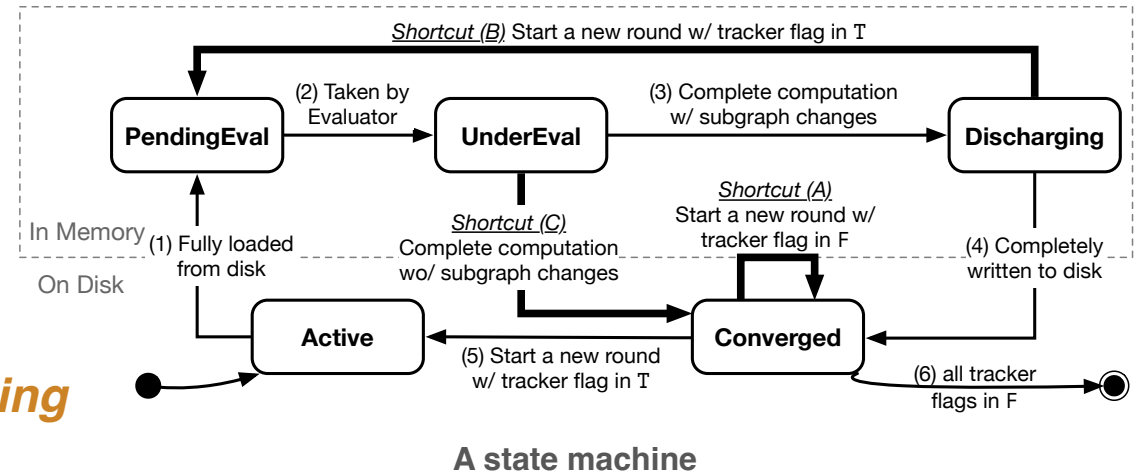 Shortcut (B) Start a new round w/ tracker flag in T
(2) Taken by
Evaluator
(3) Complete computation
w/ subgraph changes
PendingEval
UnderEval
Discharging
Shortcut (A)
Start a new round w/
tracker flag in F
Shortcut (C)
Complete computation
wo/ subgraph changes
In Memory
(1) Fully loaded
from disk
(4) Completely
written to disk
On Disk
Active
Converged
(5) Start a new round
w/ tracker flag in T
(6) all tracker
flags in F
ing
A state machine